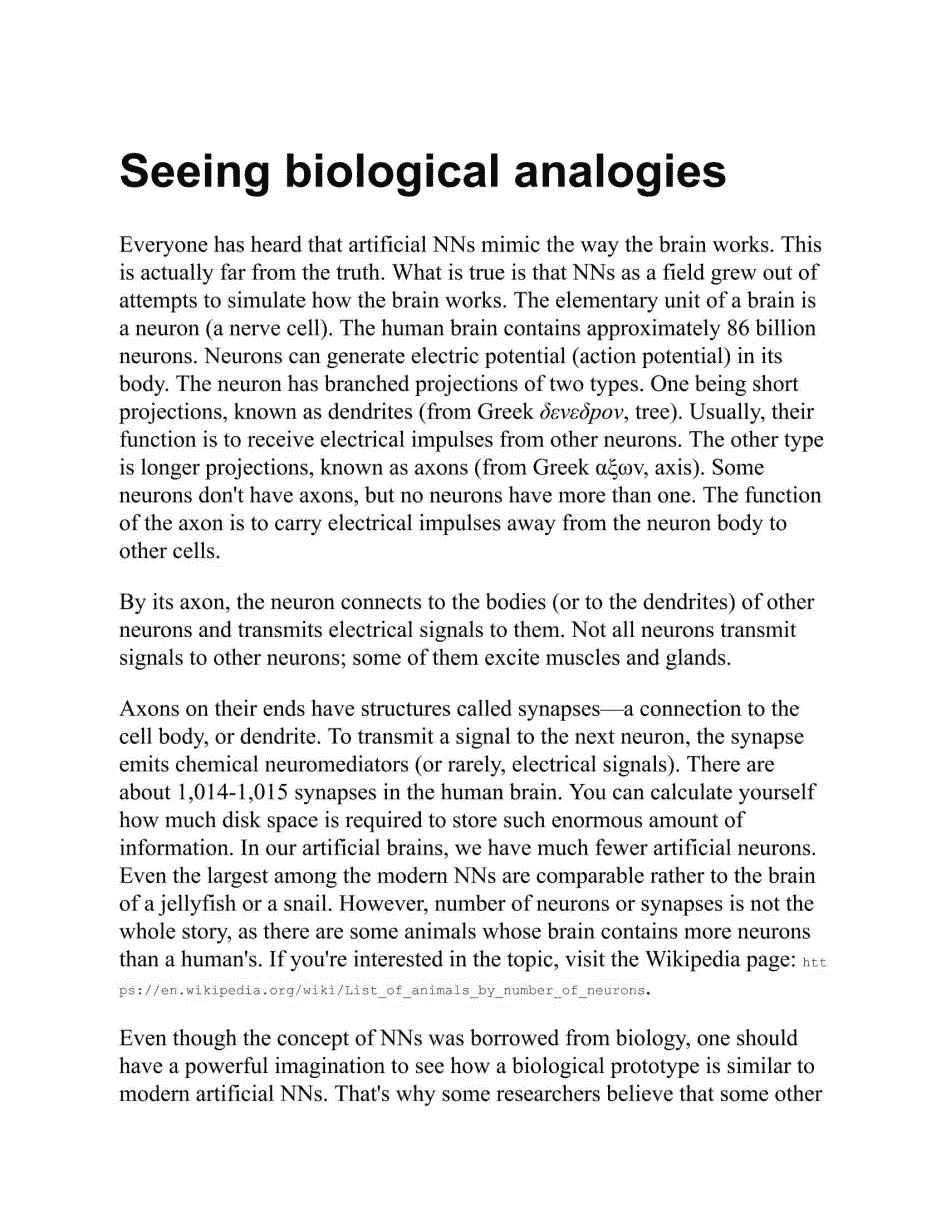 Seeing biological analogies
Everyone has heard that artificial NNs mimic the way the brain works. This
is actually far from the truth. What is true is that NNs as a field grew out of
attempts to simulate how the brain works. The elementary unit of a brain is
a neuron (a nerve cell). The human brain contains approximately 86 billion
neurons. Neurons can generate electric potential (action potential) in its
body. The neuron has branched projections of two types. One being short
projections, known as dendrites (from Greek δενεδρον, tree). Usually, their
function is to receive electrical impulses from other neurons. The other type
is longer projections, known as axons (from Greek αξων, axis). Some
neurons don't have axons, but no neurons have more than one. The function
of the axon is to carry electrical impulses away from the neuron body to
other cells.
By its axon, the neuron connects to the bodies (or to the dendrites) of other
neurons and transmits electrical signals to them. Not all neurons transmit
signals to other neurons; some of them excite muscles and glands.
Axons on their ends have structures called synapses—a connection to the
cell body, or dendrite. To transmit a signal to the next neuron, the synapse
emits chemical neuromediators (or rarely, electrical signals). There are
about 1,014-1,015 synapses in the human brain. You can calculate yourself
how much disk space is required to store such enormous amount of
information. In our artificial brains, we have much fewer artificial neurons.
Even the largest among the modern NNs are comparable rather to the brain
of a jellyfish or a snail. However, number of neurons or synapses is not the
whole story, as there are some animals whose brain contains more neurons
than a human's. If you're interested in the topic, visit the Wikipedia page: htt
ps://en.wikipedia.org/wiki/List_of_animals_by_number_of_neurons.
Even though the concept of NNs was borrowed from biology, one should
have a powerful imagination to see how a biological prototype is similar to
modern artificial NNs. That's why some researchers believe that some other